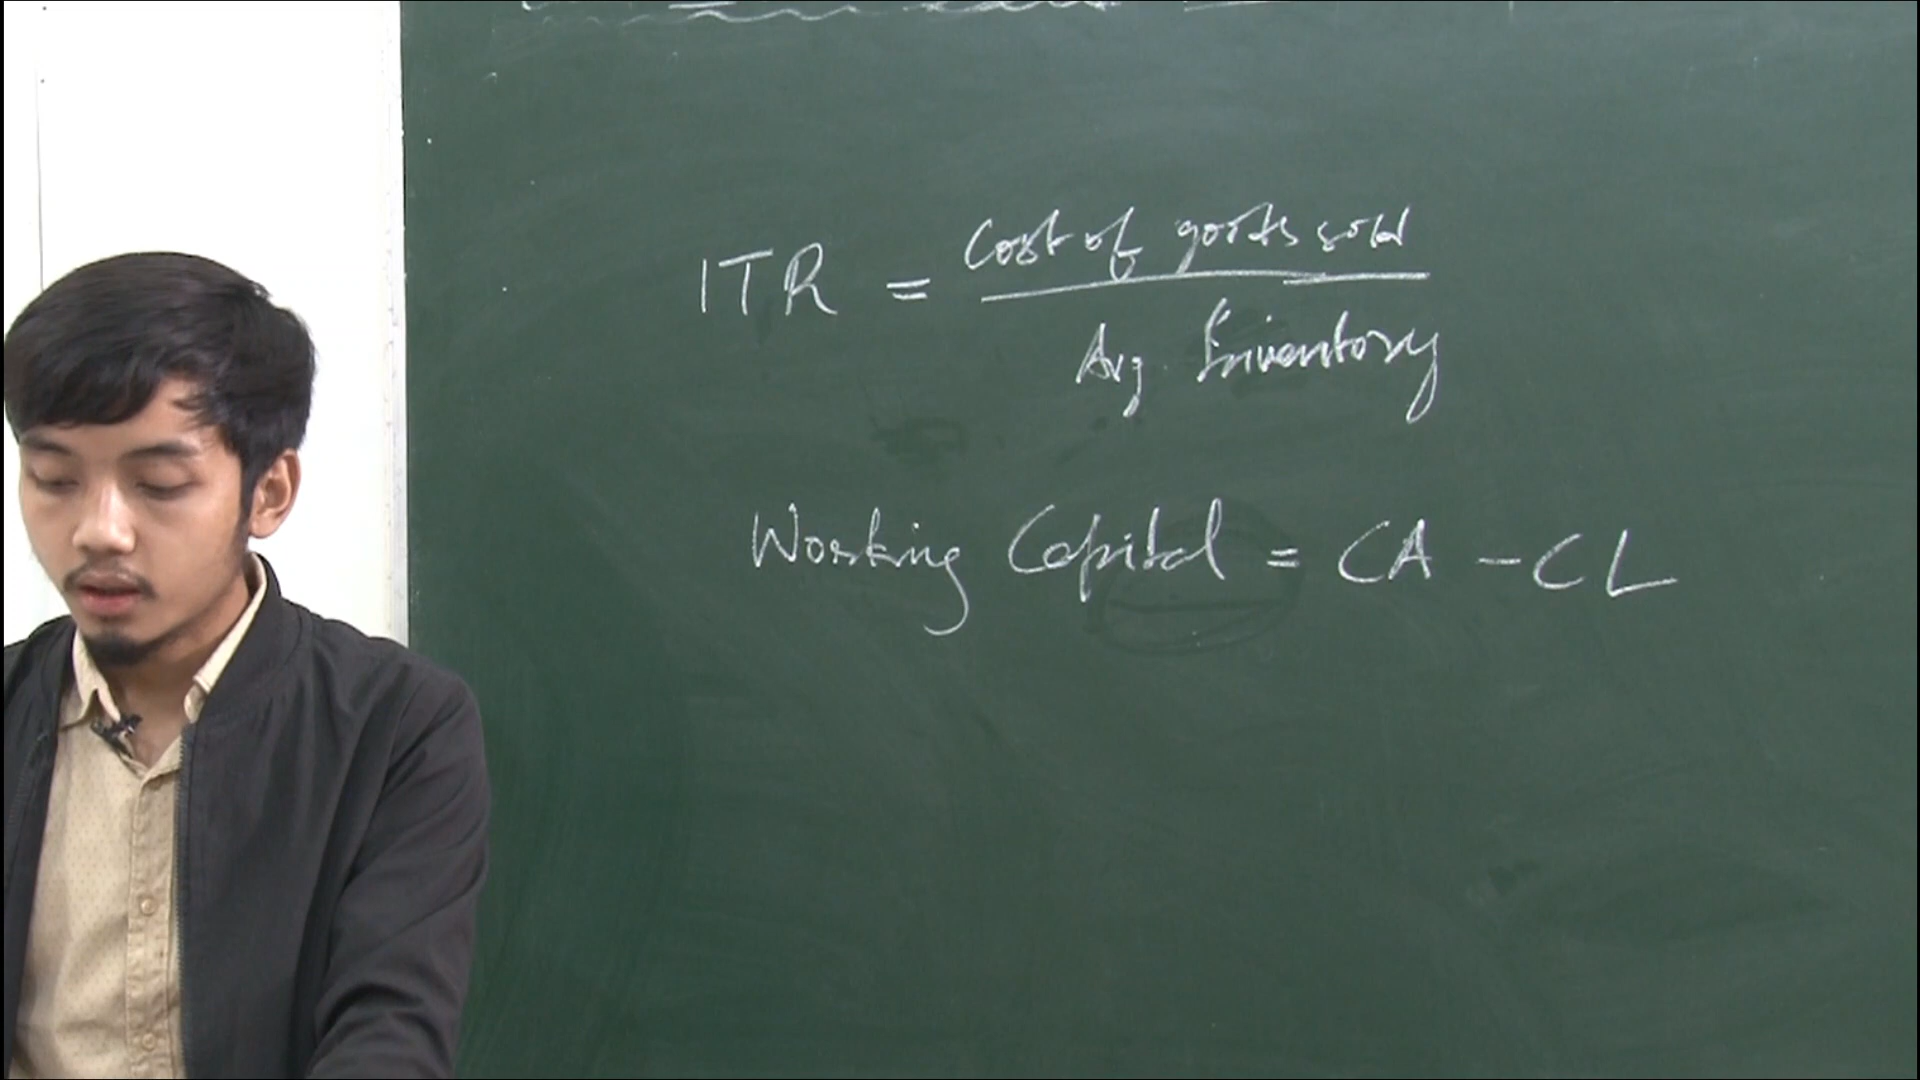 ITR = Cost of goods sold
Avg. Inventory
Working Capital = CA - CL